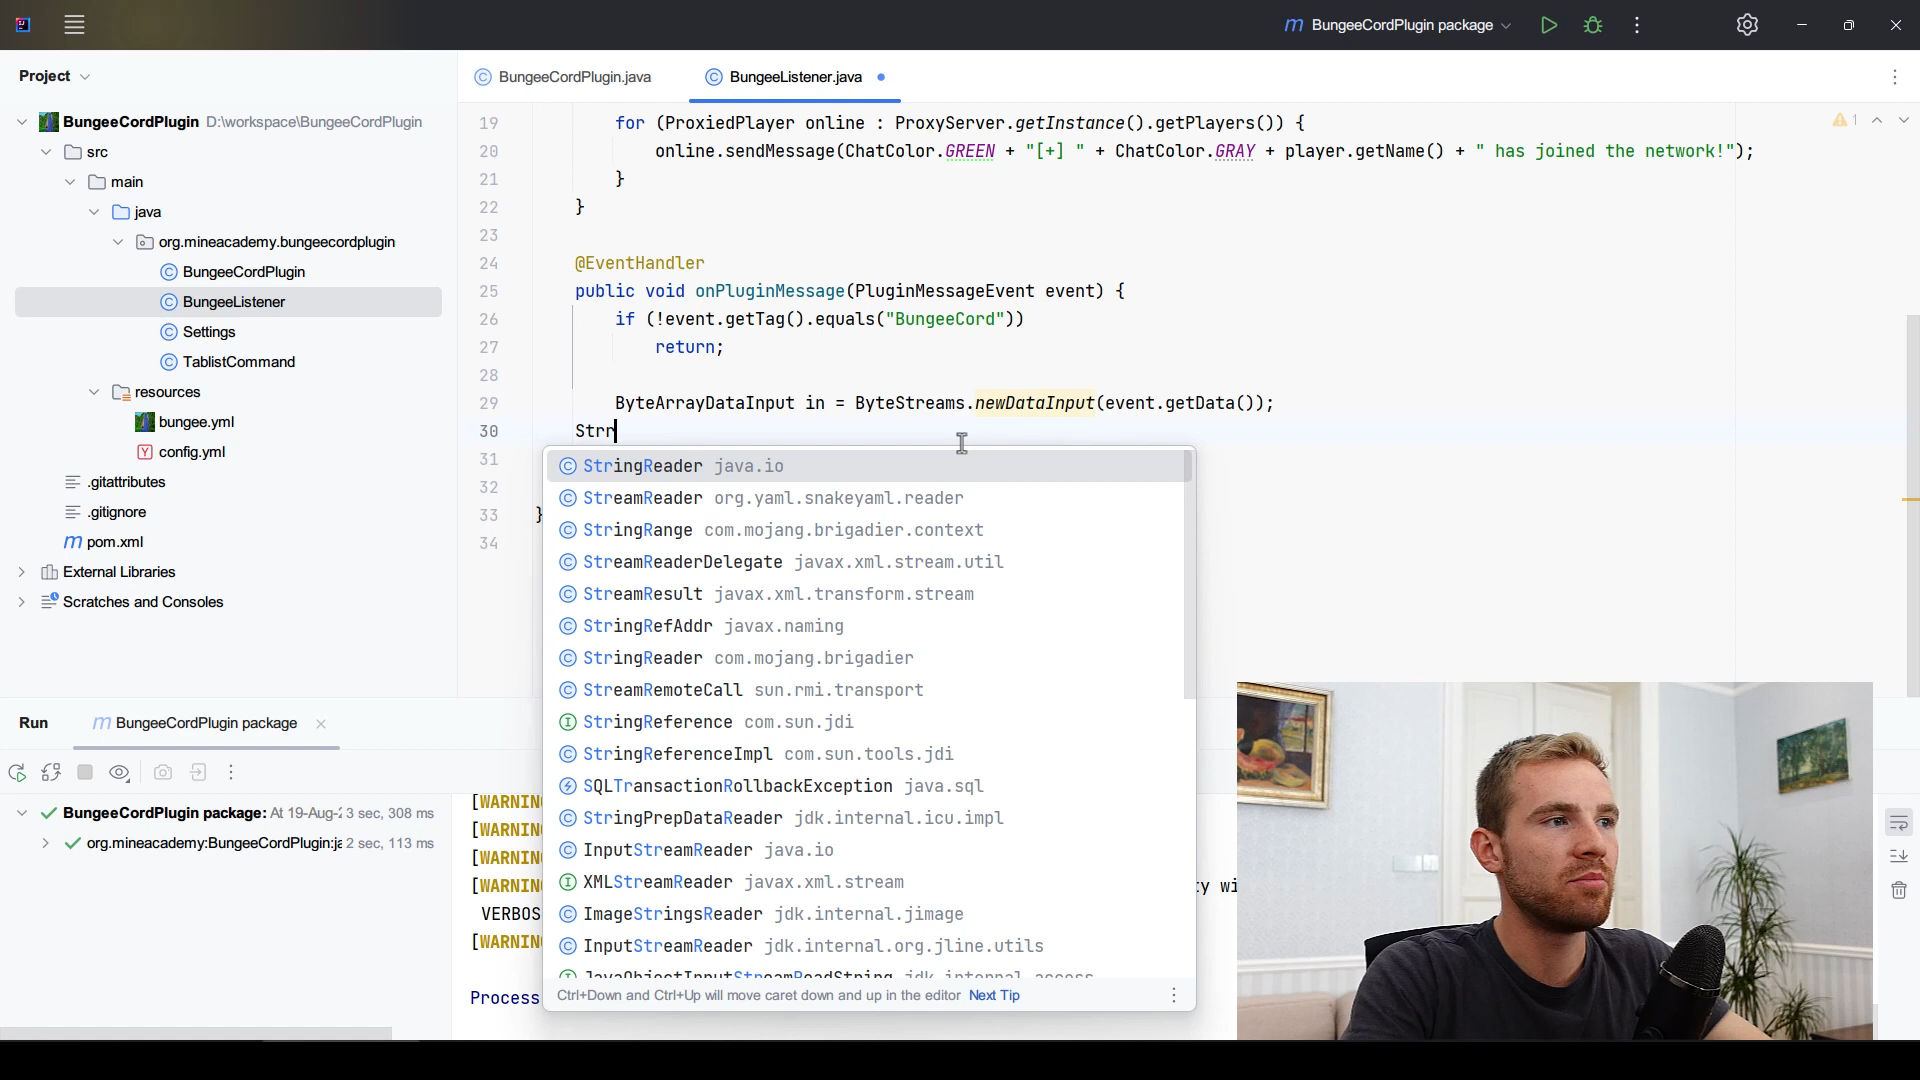 BungeeCordPlugin package
Project
BungeeCordPlugin.java
BungeeListener.java
BungeeCordPlugin D:\workspace\BungeeCordPlugin
src
main
java
org.mineacademy.bungeecordplugin
BungeeCordPlugin
BungeeListener
Settings
TablistCommand
resources
bungee.yml
config.yml
.gitattributes
.gitignore
pom.xml
External Libraries
Scratches and Consoles
1
19 for (ProxiedPlayer online : ProxyServer.getInstance().getPlayers()) {
20 online.sendMessage(ChatColor.GREEN + "[+] " + ChatColor.GRAY + player.getName() + " has joined the network!");
21 }
22 }
23
24 @EventHandler
25 public void onPluginMessage(PluginMessageEvent event) {
26 if (!event.getTag().equals("BungeeCord"))
27 return;
28
29 ByteArrayDataInput in = ByteStreams.newDataInput(event.getData());
30 Strr
31
32
33 }
34
StringReader java.io
StreamReader org.yaml.snakeyaml.reader
StringRange com.mojang.brigadier.context
StreamReaderDelegate javax.xml.stream.util
StreamResult javax.xml.transform.stream
StringRefAddr javax.naming
StringReader com.mojang.brigadier
StreamRemoteCall sun.rmi.transport
StringReference com.sun.jdi
StringReferenceImpl com.sun.tools.jdi
SQLTransactionRollbackException java.sql
StringPrepDataReader jdk.internal.icu.impl
InputStreamReader java.io
XMLStreamReader javax.xml.stream
ImageStringsReader jdk.internal.jimage
InputStreamReader jdk.internal.org.jline.utils
JavaObjectInputStreamReadString jdk.internal.access
Ctrl+Down and Ctrl+Up will move caret down and up in the editor Next Tip
Run
BungeeCordPlugin package
BungeeCordPlugin package: At 19-Aug-2 3 sec, 308 ms
org.mineacademy:BungeeCordPlugin:ja 2 sec, 113 ms
[WARNIN
[WARNIN
[WARNIN
[WARNIN
y wi
VERBOS
[WARNIN
Process